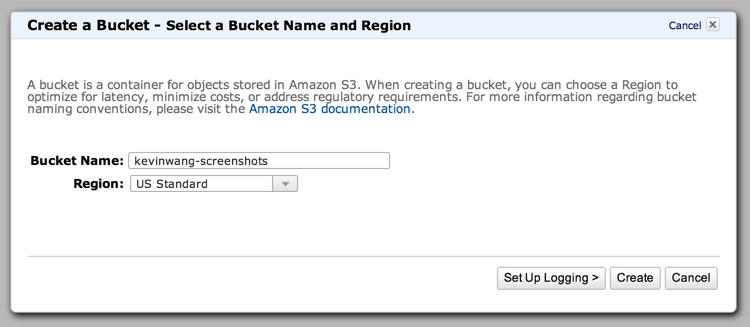 Create a Bucket - Select a Bucket Name and Region Cancel
A bucket is a container for objects stored in Amazon S3. When creating a bucket, you can choose a Region to
optimize for latency, minimize costs, or address regulatory requirements. For more information regarding bucket
naming conventions, please visit the Amazon S3 documentation.
Bucket Name: kevinwang-screenshots
Region: US Standard
Set Up Logging > Create Cancel